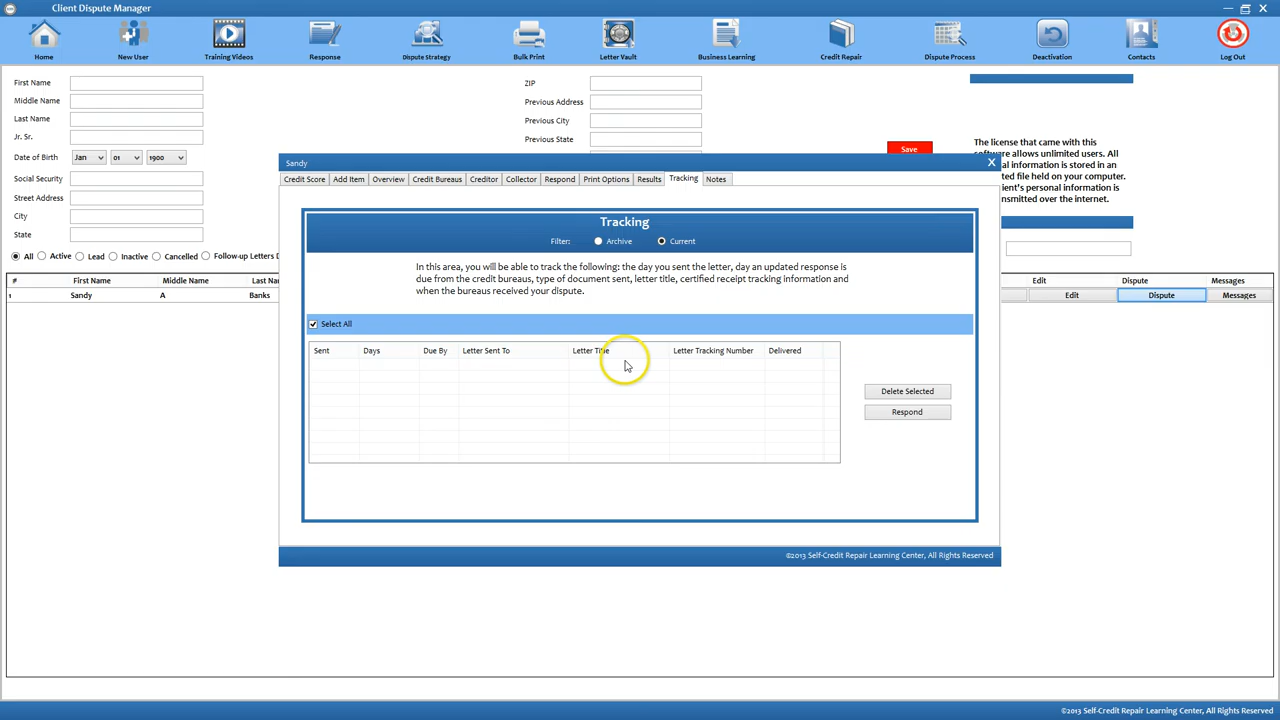 Client Dispute Manager
Home
New User
Training Videos
Response
Dispute Strategy
Bulk Print
Letter Vault
Business Learning
Credit Repair
Dispute Process
Deactivation
Contacts
Log Out
First Name
Middle Name
Last Name
Jr. Sr.
Date of Birth Jan 01 1900
Social Security
Street Address
City
State
ZIP
Previous Address
Previous City
Previous State
Save
The license that came with this
software allows unlimited users. All
al information is stored in an
ted file held on your computer.
ient's personal information is
nsmitted over the internet.
All Active Lead Inactive Cancelled Follow-up Letters D
# First Name Middle Name Last Nam Edit Dispute Messages
1 Sandy A Banks Edit Dispute Messages
Sandy
Credit Score Add Item Overview Credit Bureaus Creditor Collector Respond Print Options Results Tracking Notes
Tracking
Filter: Archive Current
In this area, you will be able to track the following: the day you sent the letter, day an updated response is
due from the credit bureaus, type of document sent, letter title, certified receipt tracking information and
when the bureaus received your dispute.
Select All
Sent Days Due By Letter Sent To Letter Title Letter Tracking Number Delivered
Delete Selected
Respond
©2013 Self-Credit Repair Learning Center, All Rights Reserved
©2013 Self-Credit Repair Learning Center, All Rights Reserved